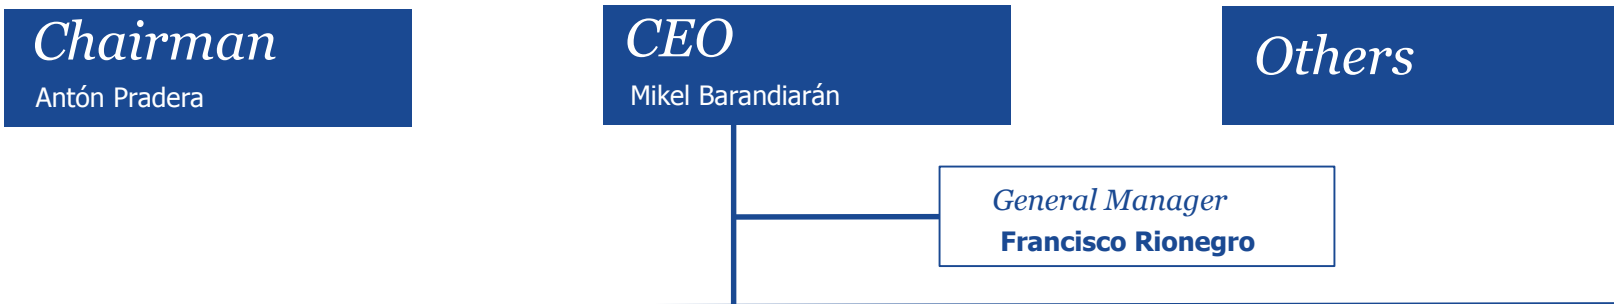 Chairman
Antón Pradera
CEO
Mikel Barandiarán
Others
General Manager
Francisco Rionegro